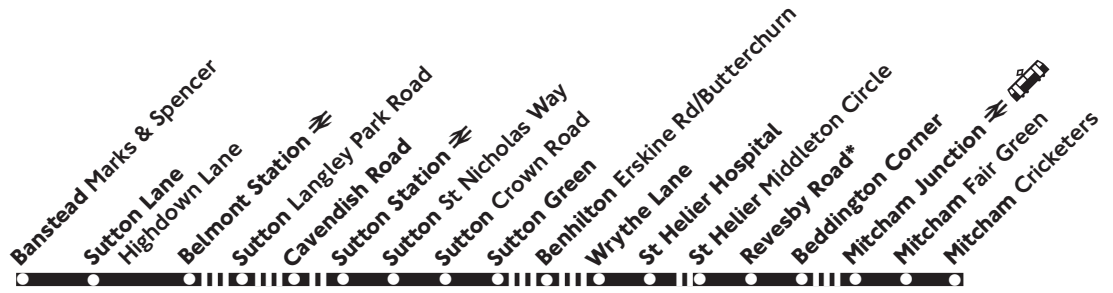 Banstead Marks & Spencer
Sutton Lane
Highdown Lane
Belmont Station
Sutton Langley Park Road
Cavendish Road
Sutton Station
Sutton St Nicholas Way
Sutton Crown Road
Sutton Green
Benhilton Erskine Rd/Butterchurn
Wrythe Lane
St Helier Hospital
St Helier Middleton Circle
Revesby Road*
Beddington Corner
Mitcham Junction
Mitcham Fair Green
Mitcham Cricketers